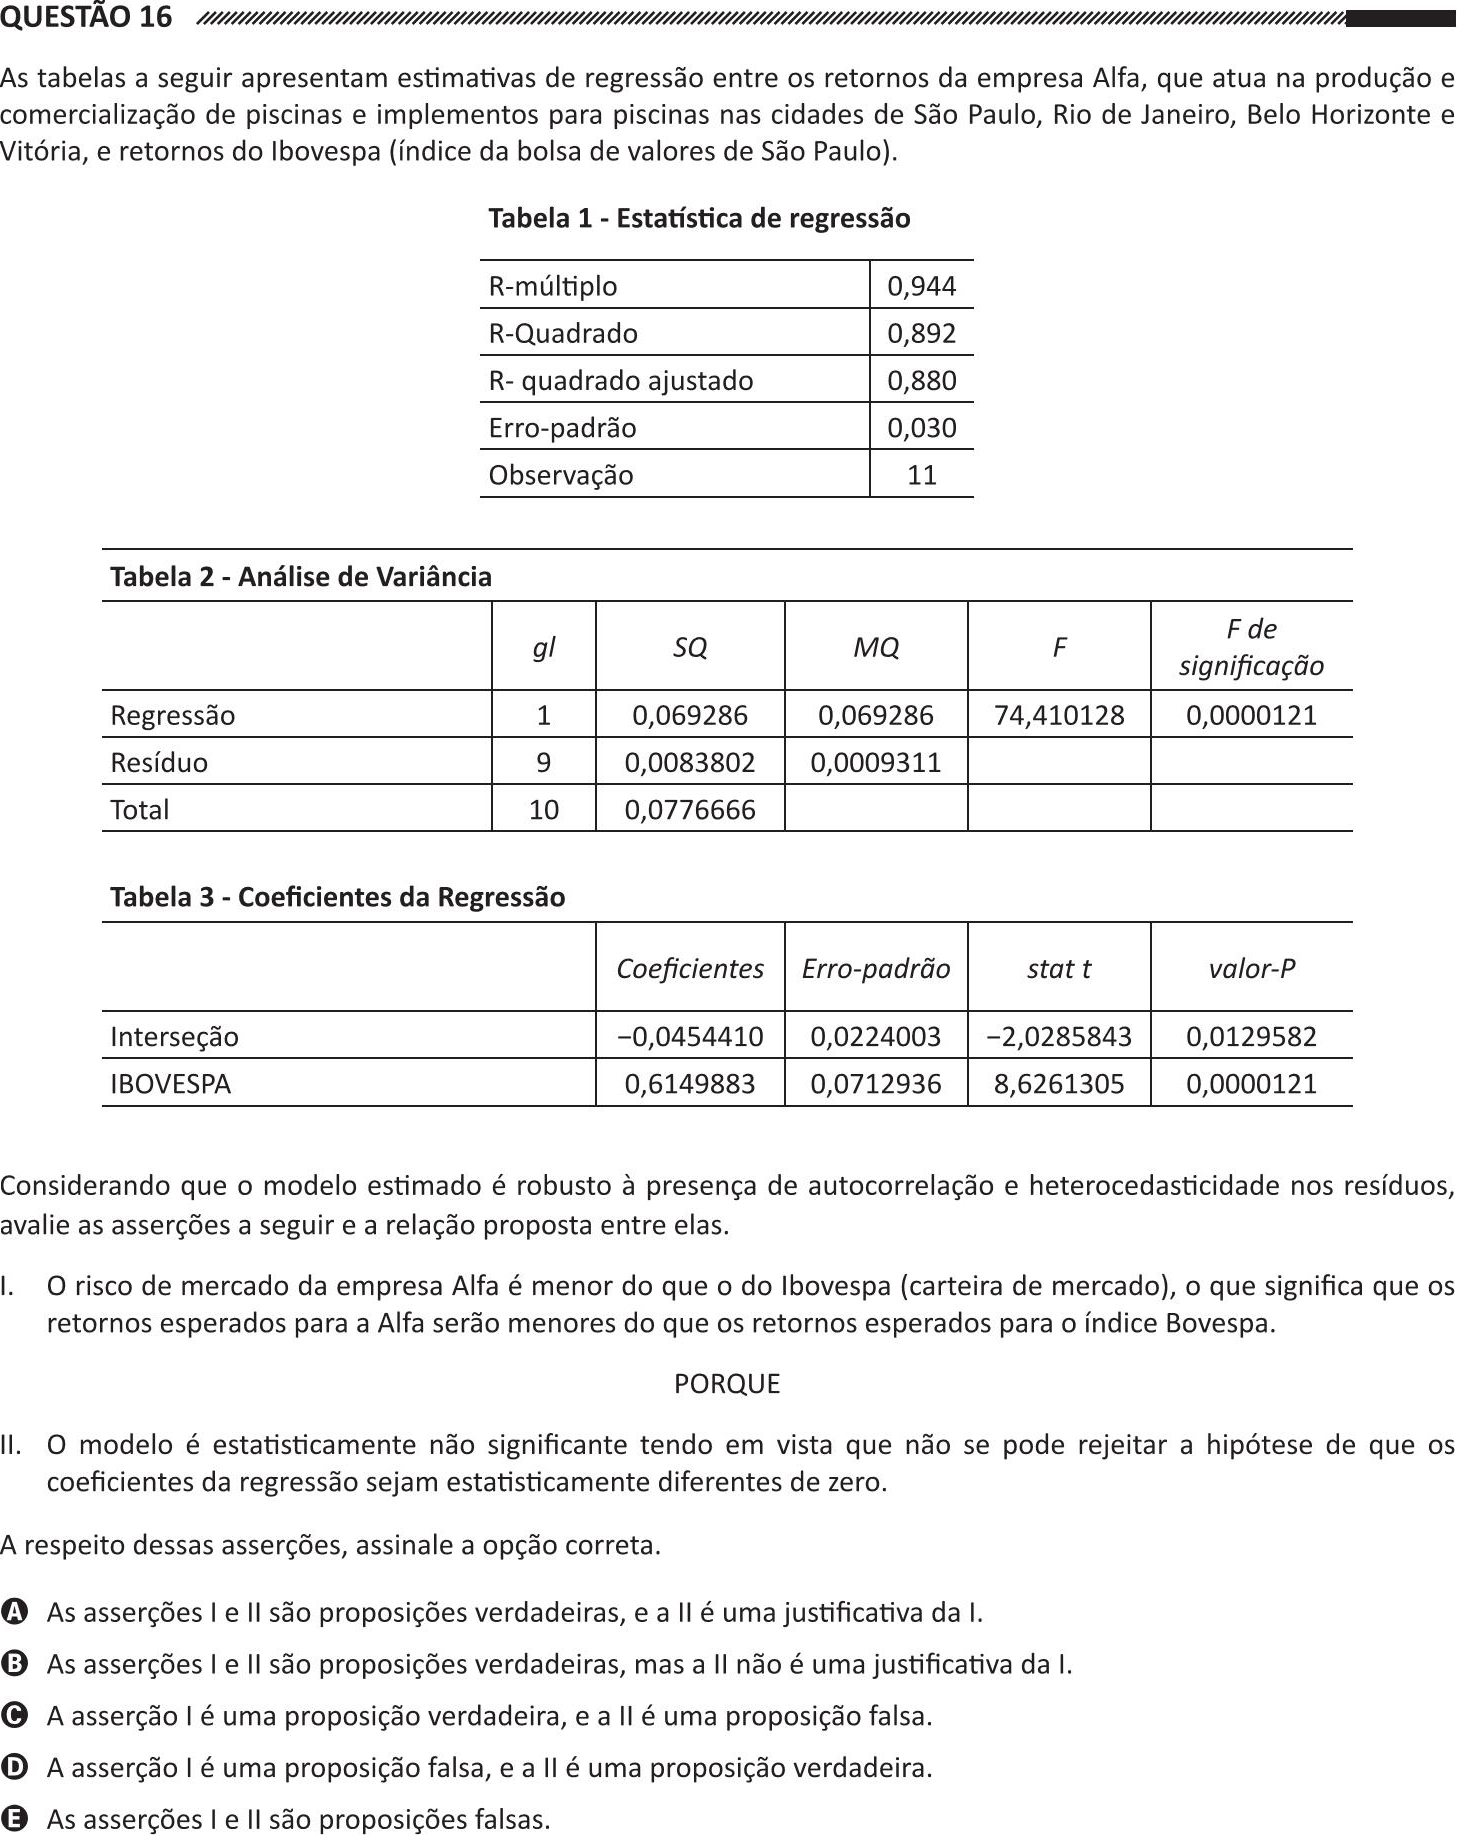 QUESTÃO 16
As tabelas a seguir apresentam estimativas de regressão entre os retornos da empresa Alfa, que atua na produção e
comercialização de piscinas e implementos para piscinas nas cidades de São Paulo, Rio de Janeiro, Belo Horizonte e
Vitória, e retornos do Ibovespa (índice da bolsa de valores de São Paulo).
Tabela 1 - Estatística de regressão
R-múltiplo 0,944
R-Quadrado 0,892
R- quadrado ajustado 0,880
Erro-padrão 0,030
Observação 11
Tabela 2 - Análise de Variância
gl SQ MQ F F de
significação
Regressão 1 0,069286 0,069286 74,410128 0,0000121
Resíduo 9 0,0083802 0,0009311
Total 10 0,0776666
Tabela 3 - Coeficientes da Regressão
Coeficientes Erro-padrão stat t valor-P
Interseção −0,0454410 0,0224003 −2,0285843 0,0129582
IBOVESPA 0,6149883 0,0712936 8,6261305 0,0000121
Considerando que o modelo estimado é robusto à presença de autocorrelação e heterocedasticidade nos resíduos,
avalie as asserções a seguir e a relação proposta entre elas.
I. O risco de mercado da empresa Alfa é menor do que o do Ibovespa (carteira de mercado), o que significa que os
retornos esperados para a Alfa serão menores do que os retornos esperados para o índice Bovespa.
PORQUE
II. O modelo é estatisticamente não significante tendo em vista que não se pode rejeitar a hipótese de que os
coeficientes da regressão sejam estatisticamente diferentes de zero.
A respeito dessas asserções, assinale a opção correta.
A As asserções I e II são proposições verdadeiras, e a II é uma justificativa da I.
B As asserções I e II são proposições verdadeiras, mas a II não é uma justificativa da I.
C A asserção I é uma proposição verdadeira, e a II é uma proposição falsa.
D A asserção I é uma proposição falsa, e a II é uma proposição verdadeira.
E As asserções I e II são proposições falsas.